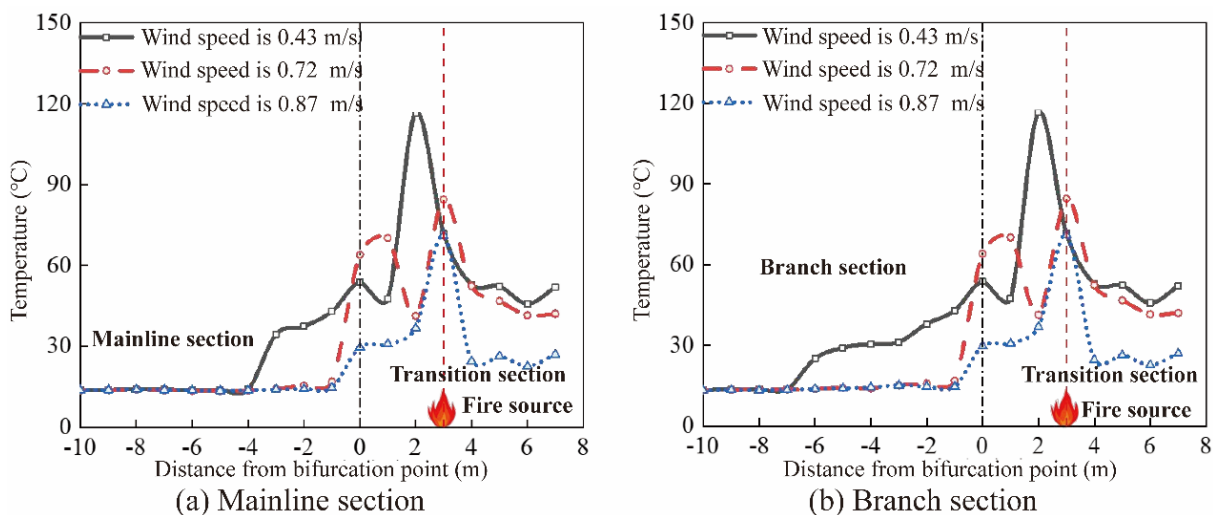 150
120
90
60
30
0
Temperature (℃)
Wind speed is 0.43 m/s
Wind speed is 0.72 m/s
Wind speed is 0.87 m/s
Mainline section
Transition section
Fire source
-10 -8 -6 -4 -2 0 2 4 6 8
Distance from bifurcation point (m)
(a) Mainline section
150
120
90
60
30
0
Temperature (℃)
Wind speed is 0.43 m/s
Wind speed is 0.72 m/s
Wind speed is 0.87 m/s
Branch section
Transition section
Fire source
-10 -8 -6 -4 -2 0 2 4 6 8
Distance from bifurcation point (m)
(b) Branch section